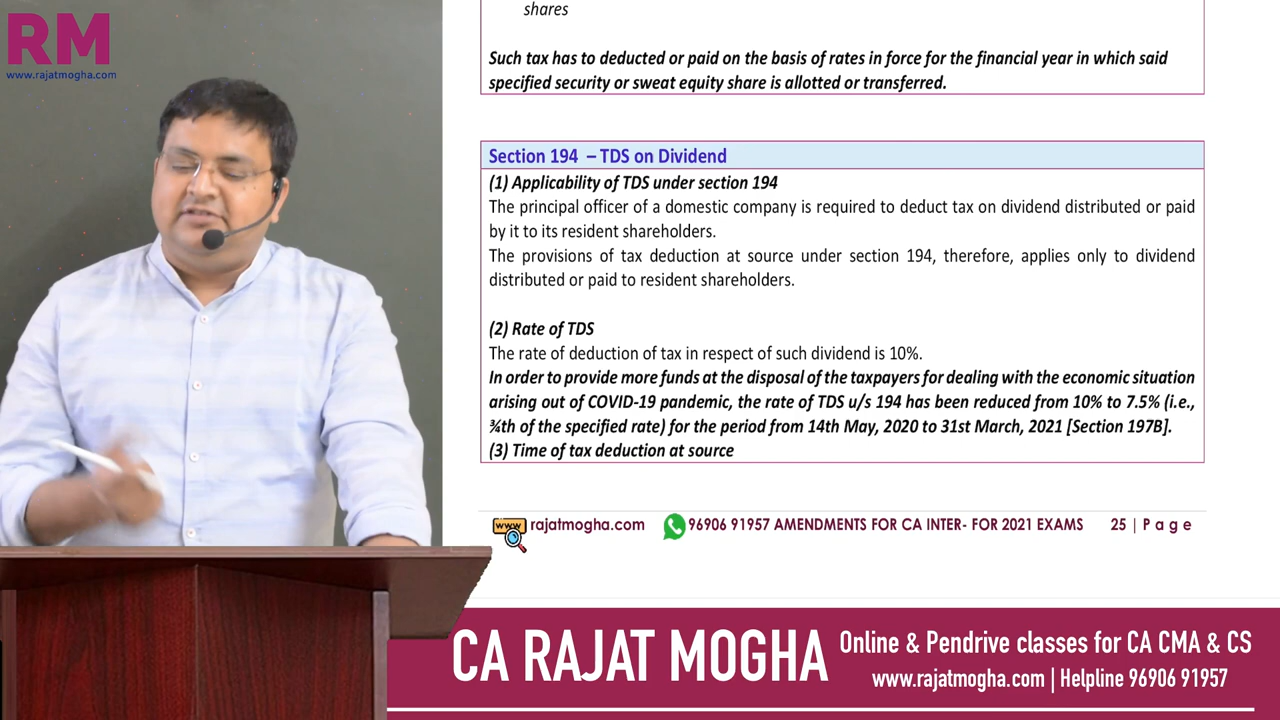 RM
www.rajatmogha.com
shares
Such tax has to deducted or paid on the basis of rates in force for the financial year in which said
specified security or sweat equity share is allotted or transferred.
Section 194 – TDS on Dividend
(1) Applicability of TDS under section 194
The principal officer of a domestic company is required to deduct tax on dividend distributed or paid
by it to its resident shareholders.
The provisions of tax deduction at source under section 194, therefore, applies only to dividend
distributed or paid to resident shareholders.
(2) Rate of TDS
The rate of deduction of tax in respect of such dividend is 10%.
In order to provide more funds at the disposal of the taxpayers for dealing with the economic situation
arising out of COVID-19 pandemic, the rate of TDS u/s 194 has been reduced from 10% to 7.5% (i.e.,
¾th of the specified rate) for the period from 14th May, 2020 to 31st March, 2021 [Section 197B].
(3) Time of tax deduction at source
www rajatmogha.com 96906 91957 AMENDMENTS FOR CA INTER- FOR 2021 EXAMS 25 | P a g e
CA RAJAT MOGHA
Online & Pendrive classes for CA CMA & CS
www.rajatmogha.com | Helpline 96906 91957